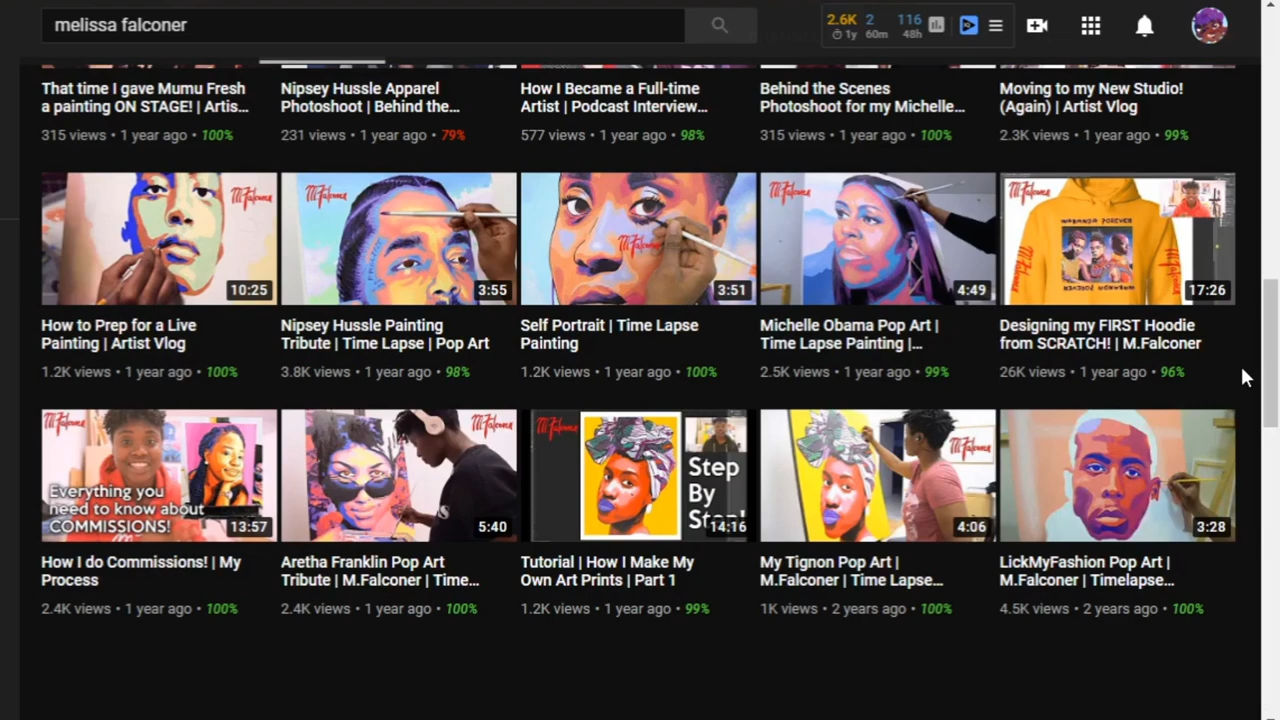 melissa falconer
2.6K 2 116
1y 60m 48h
That time I gave Mumu Fresh
a painting ON STAGE! | Artis...
315 views • 1 year ago • 100%
Nipsey Hussle Apparel
Photoshoot | Behind the...
231 views • 1 year ago • 79%
How I Became a Full-time
Artist | Podcast Interview...
577 views • 1 year ago • 98%
Behind the Scenes
Photoshoot for my Michelle...
315 views • 1 year ago • 100%
Moving to my New Studio!
(Again) | Artist Vlog
2.3K views • 1 year ago • 99%
M.Falconer
10:25
How to Prep for a Live
Painting | Artist Vlog
1.2K views • 1 year ago • 100%
M.Falconer
3:55
Nipsey Hussle Painting
Tribute | Time Lapse | Pop Art
3.8K views • 1 year ago • 98%
M.Falconer
3:51
Self Portrait | Time Lapse
Painting
1.2K views • 1 year ago • 100%
M.Falconer
4:49
Michelle Obama Pop Art |
Time Lapse Painting |...
2.5K views • 1 year ago • 99%
M.Falconer
WAKANDA FOREVER
17:26
Designing my FIRST Hoodie
from SCRATCH! | M.Falconer
26K views • 1 year ago • 96%
M.Falconer
Everything you
need to know about
COMMISSIONS!
13:57
How I do Commissions! | My
Process
2.4K views • 1 year ago • 100%
M.Falconer
5:40
Aretha Franklin Pop Art
Tribute | M.Falconer | Time...
2.4K views • 1 year ago • 100%
M.Falconer
Step
By
Step!
14:16
Tutorial | How I Make My
Own Art Prints | Part 1
1.2K views • 1 year ago • 99%
M.Falconer
4:06
My Tignon Pop Art |
M.Falconer | Time Lapse...
1K views • 2 years ago • 100%
3:28
LickMyFashion Pop Art |
M.Falconer | Timelapse...
4.5K views • 2 years ago • 100%